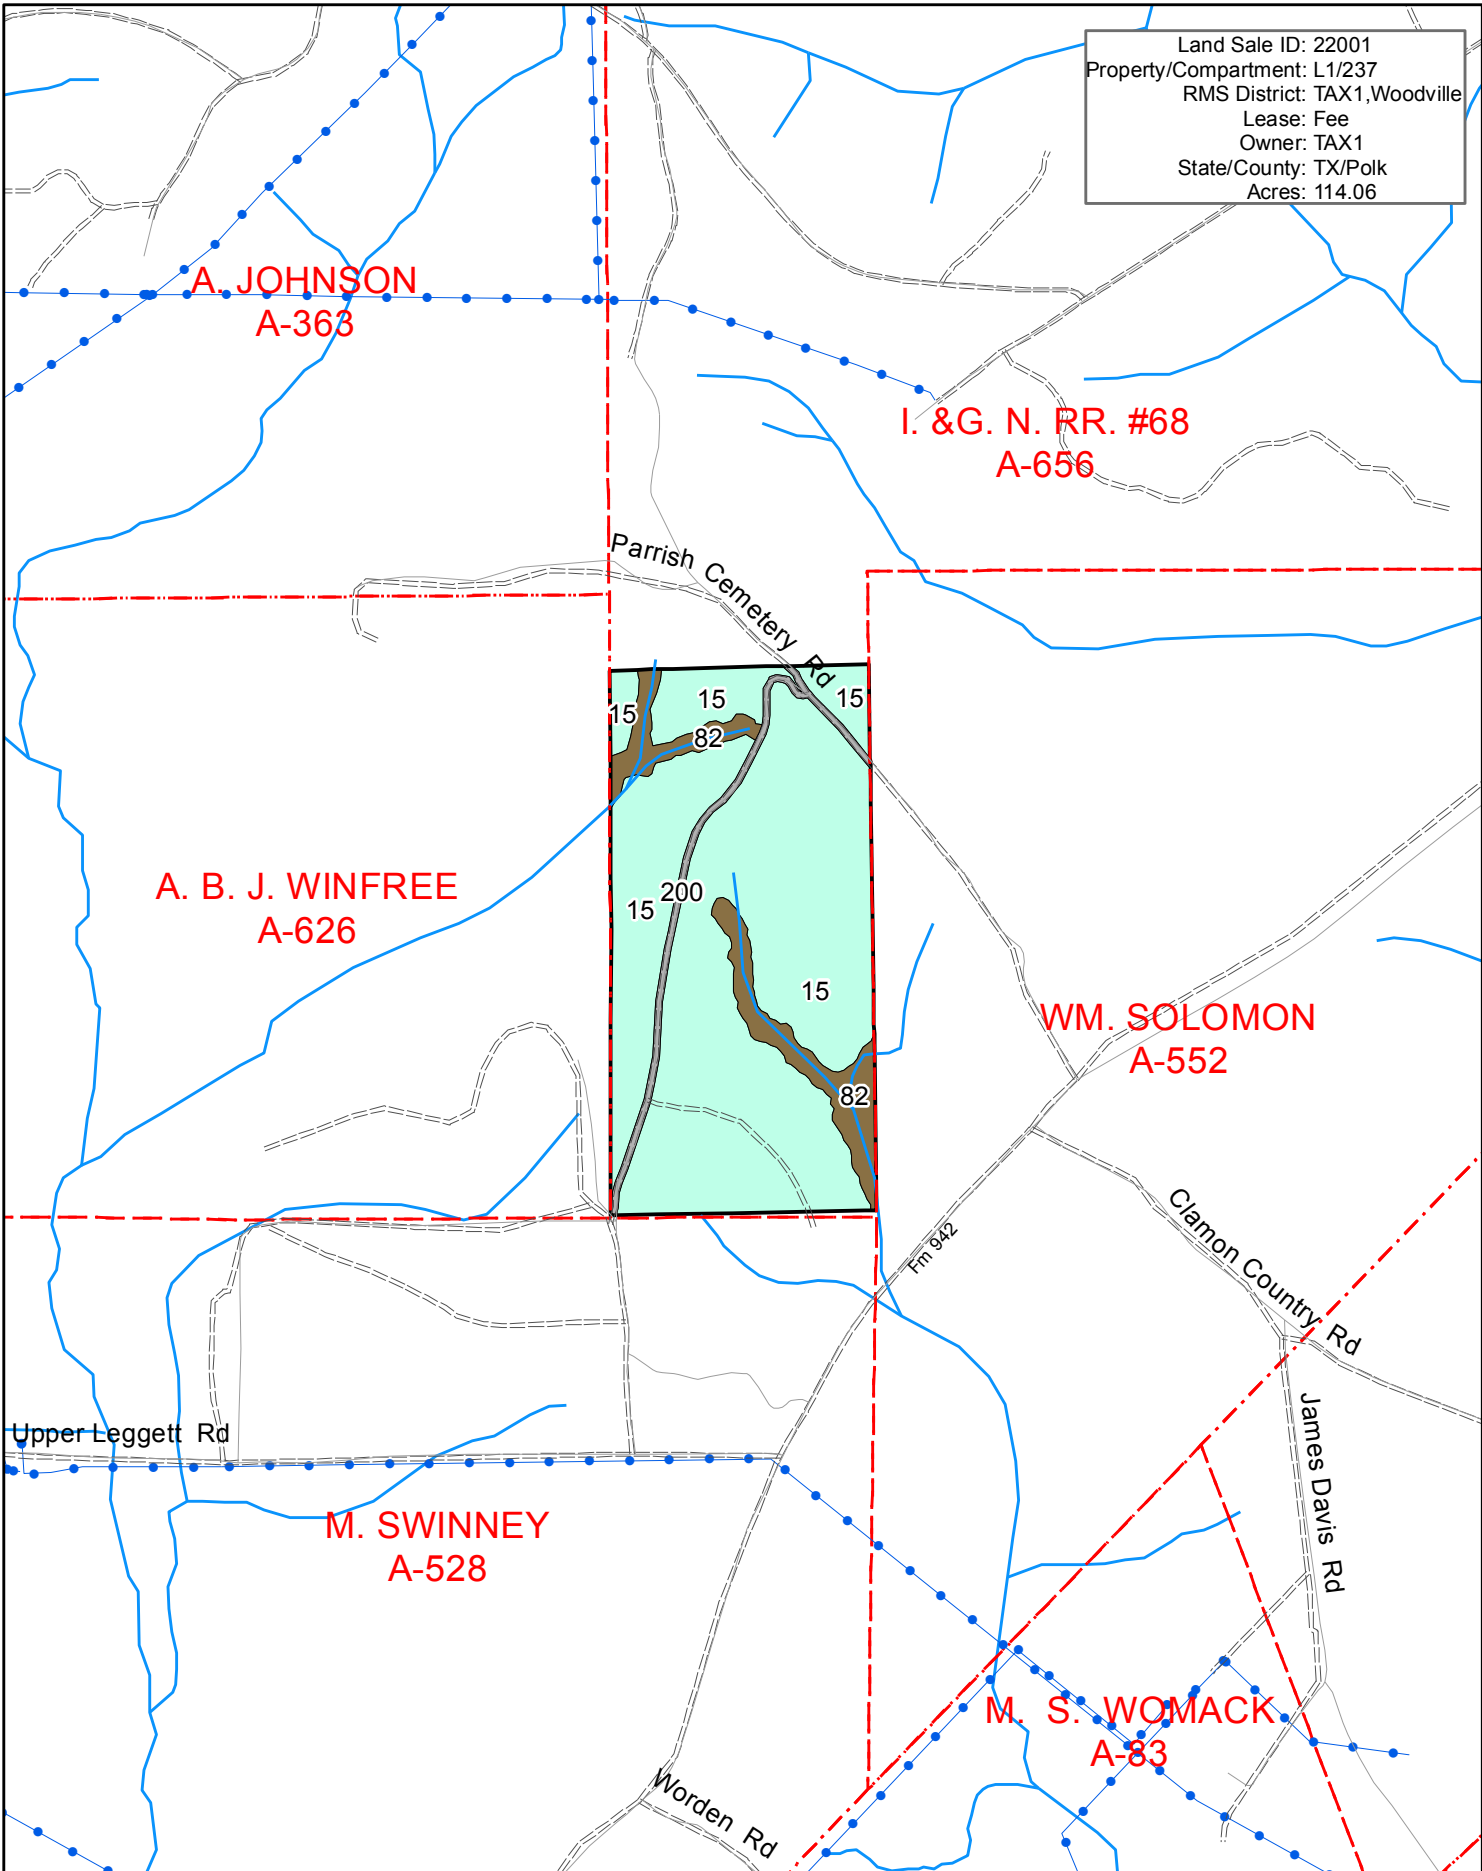 Land Sale ID: 22001
Property/Compartment: L1/237
RMS District: TAX1,Woodville
Lease: Fee
Owner: TAX1
State/County: TX/Polk
Acres: 114.06
A. JOHNSON
A-363
I. &G. N. RR. #68
A-656
Parrish Cemetery Rd
15
15
15
82
A. B. J. WINFREE
A-626
200
15
15
WM. SOLOMON
A-552
82
Clamon Country Rd
Fm 942
James Davis Rd
Upper Leggett Rd
M. SWINNEY
A-528
M. S. WOMACK
A-83
Worden Rd